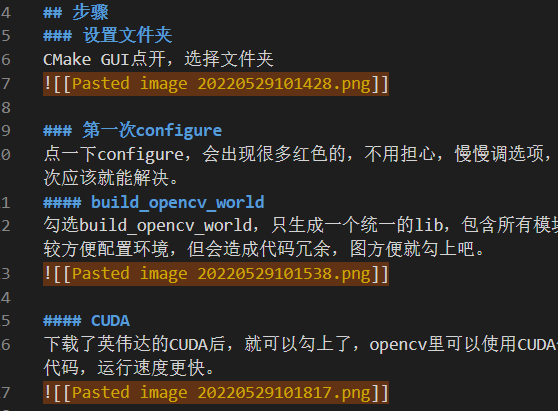 4 ## 步骤
5 ### 设置文件夹
6 CMake GUI点开，选择文件夹
7 ![[Pasted image 20220529101428.png]]
8
9 ### 第一次configure
0 点一下configure，会出现很多红色的，不用担心，慢慢调选项，
次应该就能解决。
1 #### build_opencv_world
2 勾选build_opencv_world，只生成一个统一的lib，包含所有模块
较方便配置环境，但会造成代码冗余，图方便就勾上吧。
3 ![[Pasted image 20220529101538.png]]
4
5 #### CUDA
6 下载了英伟达的CUDA后，就可以勾上了，opencv里可以使用CUDA
代码，运行速度更快。
7 ![[Pasted image 20220529101817.png]]